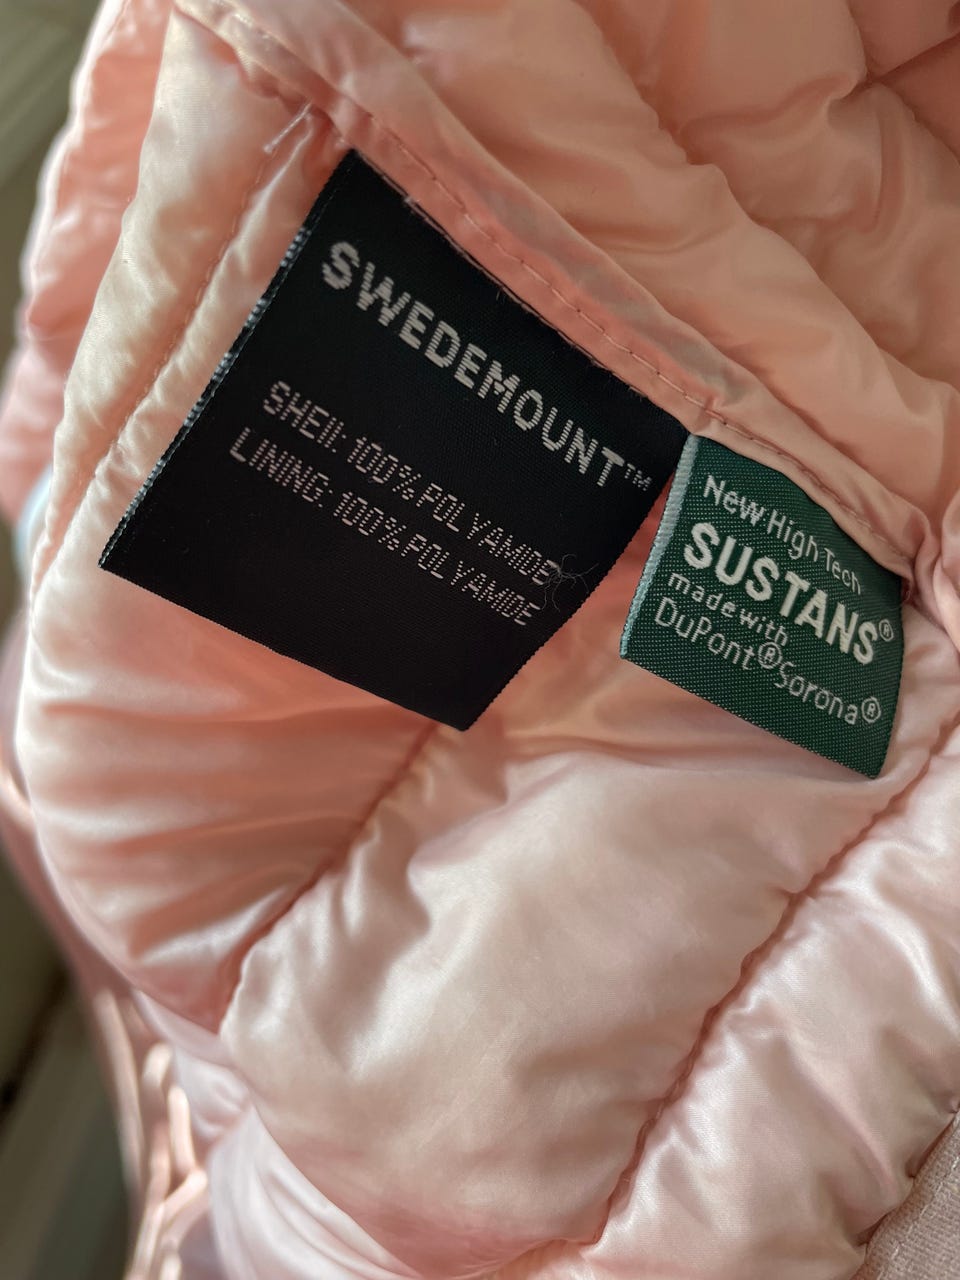 SWEDEMOUNT™
SHELL: 100% POLYAMIDE
LINING: 100% POLYAMIDE
New High Tech
SUSTANS®
made with
DuPont® Sorona®